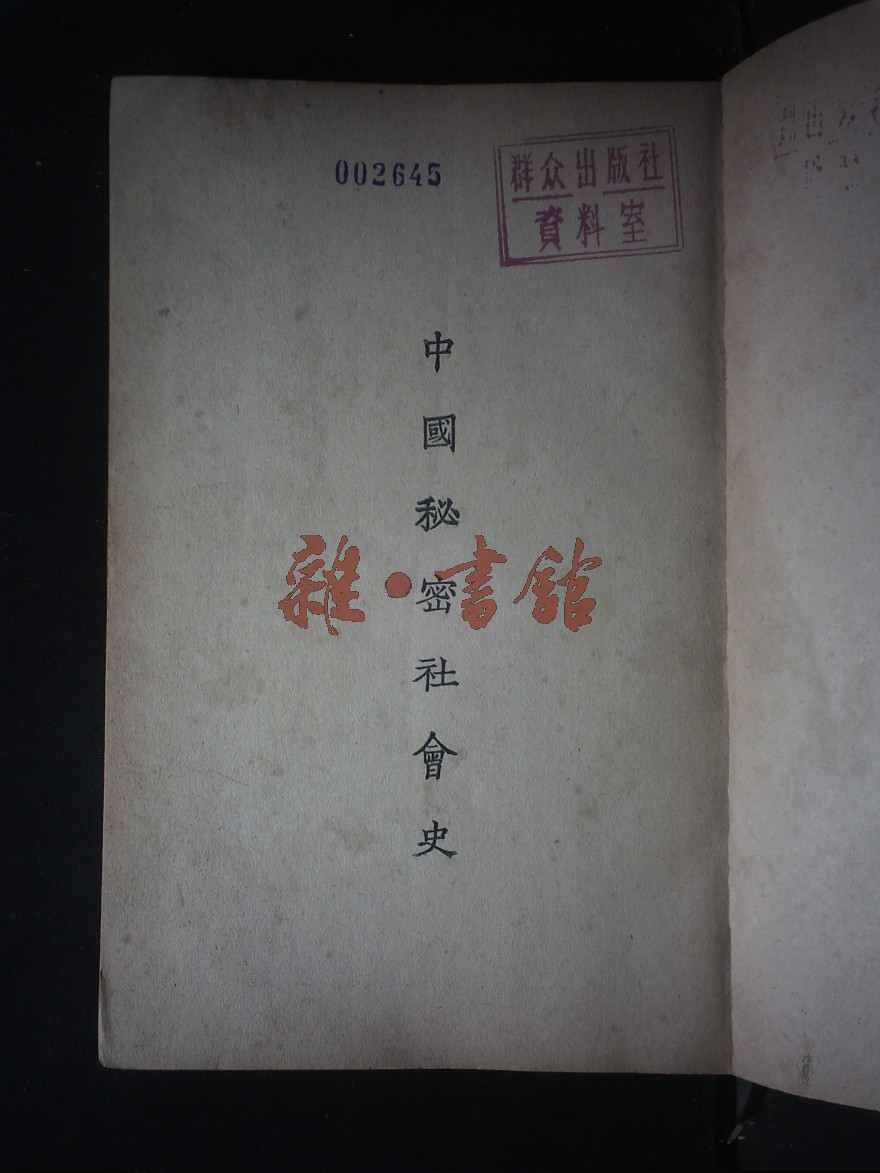 002645
群众出版社
資料室
中國秘密社會史
雜·書館